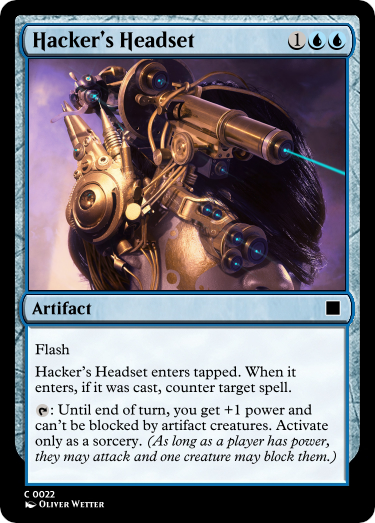 Hacker's Headset 1
Artifact
Flash
Hacker's Headset enters tapped. When it
enters, if it was cast, counter target spell.
: Until end of turn, you get +1 power and
can't be blocked by artifact creatures. Activate
only as a sorcery. (As long as a player has power,
they may attack and one creature may block them.)
C 0022
Oliver Wetter